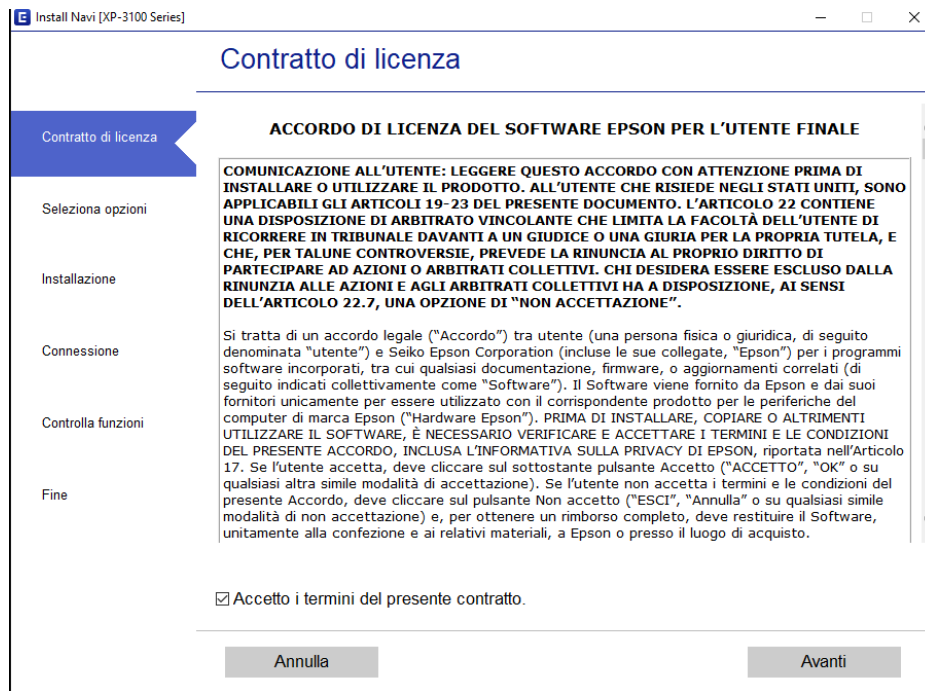 E Install Navi [XP-3100 Series]
Contratto di licenza
Contratto di licenza
Seleziona opzioni
Installazione
Connessione
Controlla funzioni
Fine
ACCORDO DI LICENZA DEL SOFTWARE EPSON PER L'UTENTE FINALE
COMUNICAZIONE ALL'UTENTE: LEGGERE QUESTO ACCORDO CON ATTENZIONE PRIMA DI
INSTALLARE O UTILIZZARE IL PRODOTTO. ALL'UTENTE CHE RISIEDE NEGLI STATI UNITI, SONO
APPLICABILI GLI ARTICOLI 19-23 DEL PRESENTE DOCUMENTO. L'ARTICOLO 22 CONTIENE
UNA DISPOSIZIONE DI ARBITRATO VINCOLANTE CHE LIMITA LA FACOLTÀ DELL'UTENTE DI
RICORRERE IN TRIBUNALE DAVANTI A UN GIUDICE O UNA GIURIA PER LA PROPRIA TUTELA, E
CHE, PER TALUNE CONTROVERSIE, PREVEDE LA RINUNCIA AL PROPRIO DIRITTO DI
PARTECIPARE AD AZIONI O ARBITRATI COLLETTIVI. CHI DESIDERA ESSERE ESCLUSO DALLA
RINUNZIA ALLE AZIONI E AGLI ARBITRATI COLLETTIVI HA A DISPOSIZIONE, AI SENSI
DELL'ARTICOLO 22.7, UNA OPZIONE DI “NON ACCETTAZIONE”.
Si tratta di un accordo legale (“Accordo”) tra utente (una persona fisica o giuridica, di seguito
denominata “utente”) e Seiko Epson Corporation (incluse le sue collegate, “Epson”) per i programmi
software incorporati, tra cui qualsiasi documentazione, firmware, o aggiornamenti correlati (di
seguito indicati collettivamente come “Software”). Il Software viene fornito da Epson e dai suoi
fornitori unicamente per essere utilizzato con il corrispondente prodotto per le periferiche del
computer di marca Epson (“Hardware Epson”). PRIMA DI INSTALLARE, COPIARE O ALTRIMENTI
UTILIZZARE IL SOFTWARE, È NECESSARIO VERIFICARE E ACCETTARE I TERMINI E LE CONDIZIONI
DEL PRESENTE ACCORDO, INCLUSA L'INFORMATIVA SULLA PRIVACY DI EPSON, riportata nell'Articolo
17. Se l'utente accetta, deve cliccare sul sottostante pulsante Accetto (“ACCETTO”, “OK” o su
qualsiasi altra simile modalità di accettazione). Se l'utente non accetta i termini e le condizioni del
presente Accordo, deve cliccare sul pulsante Non accetto (“ESCI”, “Annulla” o su qualsiasi simile
modalità di non accettazione) e, per ottenere un rimborso completo, deve restituire il Software,
unitamente alla confezione e ai relativi materiali, a Epson o presso il luogo di acquisto.
Accetto i termini del presente contratto.
Annulla
Avanti